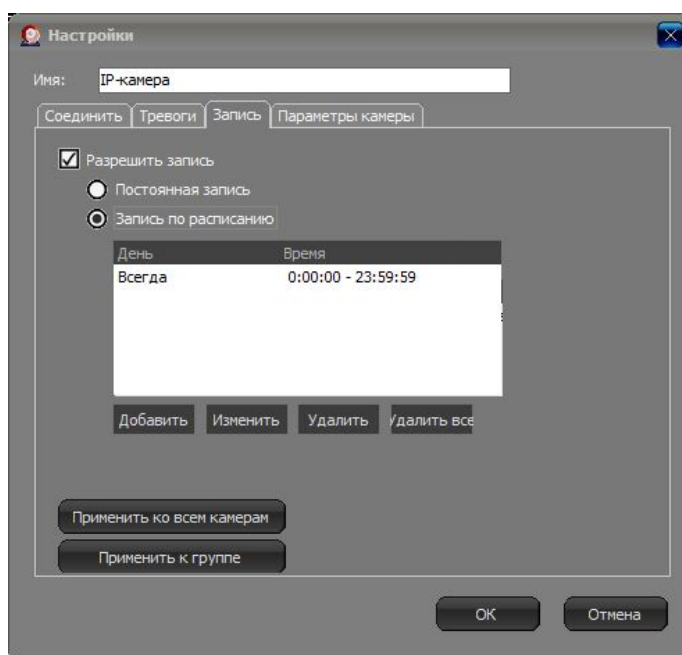 Настройки
Имя: IP-камера
Соединить Тревоги Запись Параметры камеры
Разрешить запись
Постоянная запись
Запись по расписанию
День Время
Всегда 0:00:00 - 23:59:59
Добавить Изменить Удалить Удалить все
Применить ко всем камерам
Применить к группе
ОК Отмена